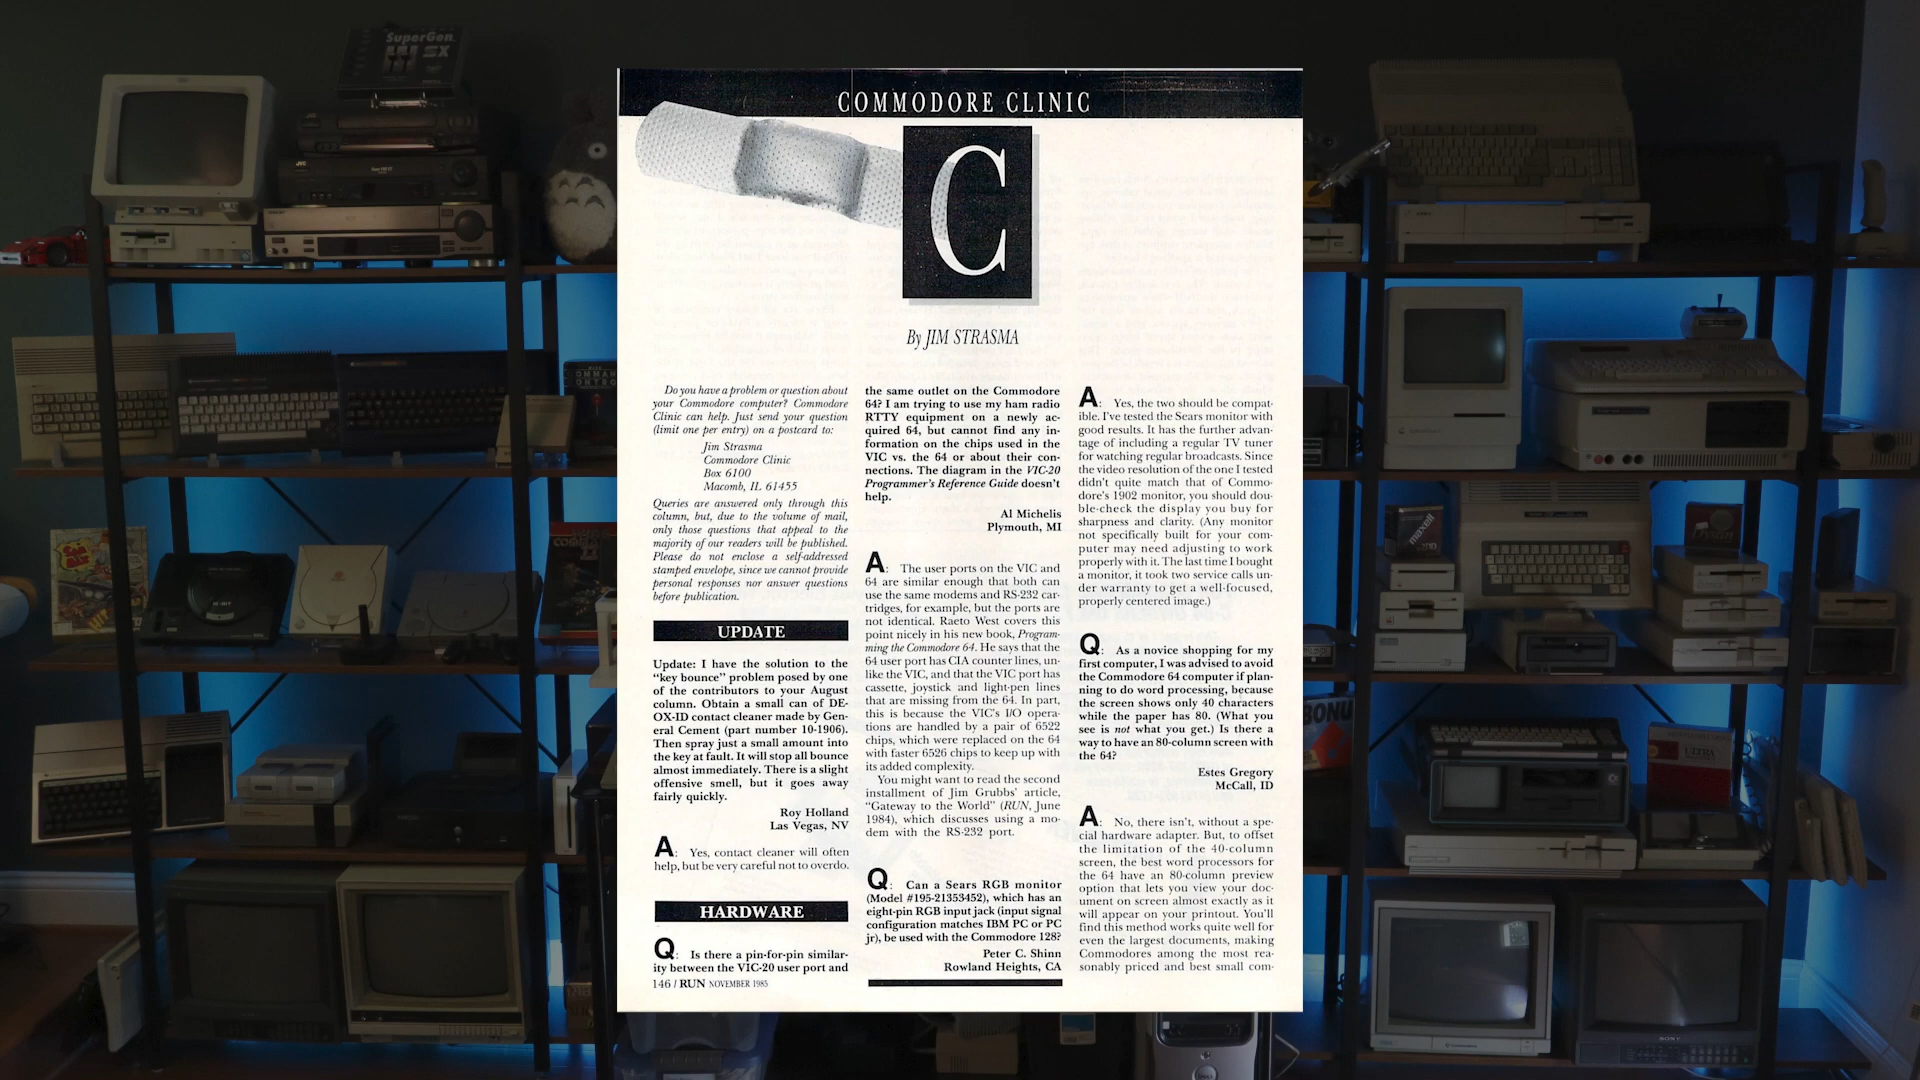 COMMODORE CLINIC
C
By JIM STRASMA
Do you have a problem or question about
your Commodore computer? Commodore
Clinic can help. Just send your question
(limit one per entry) on a postcard to:
Jim Strasma
Commodore Clinic
Box 6100
Macomb, IL 61455
Queries are answered only through this
column, but, due to the volume of mail,
only those questions that appeal to the
majority of our readers will be published.
Please do not enclose a self-addressed
stamped envelope, since we cannot provide
personal responses nor answer questions
before publication.
UPDATE
Update: I have the solution to the
“key bounce” problem posed by one
of the contributors to your August
column. Obtain a small can of DE-
OX-ID contact cleaner made by Gen-
eral Cement (part number 10-1906).
Then spray just a small amount into
the key at fault. It will stop all bounce
almost immediately. There is a slight
offensive smell, but it goes away
fairly quickly.
Roy Holland
Las Vegas, NV
A: Yes, contact cleaner will often
help, but be very careful not to overdo.
HARDWARE
Q: Is there a pin-for-pin similar-
ity between the VIC-20 user port and
146 / RUN NOVEMBER 1985
the same outlet on the Commodore
64? I am trying to use my ham radio
RTTY equipment on a newly ac-
quired 64, but cannot find any in-
formation on the chips used in the
VIC vs. the 64 or about their con-
nections. The diagram in the VIC-20
Programmer's Reference Guide doesn't
help.
Al Michelis
Plymouth, MI
A: The user ports on the VIC and
64 are similar enough that both can
use the same modems and RS-232 car-
tridges, for example, but the ports are
not identical. Raeto West covers this
point nicely in his new book, Program-
ming the Commodore 64. He says that the
64 user port has CIA counter lines, un-
like the VIC, and that the VIC port has
cassette, joystick and light-pen lines
that are missing from the 64. In part,
this is because the VIC's I/O opera-
tions are handled by a pair of 6522
chips, which were replaced on the 64
with faster 6526 chips to keep up with
its added complexity.
You might want to read the second
installment of Jim Grubbs' article,
“Gateway to the World” (RUN, June
1984), which discusses using a mo-
dem with the RS-232 port.
Q: Can a Sears RGB monitor
(Model #195-21353452), which has an
eight-pin RGB input jack (input signal
configuration matches IBM PC or PC
jr), be used with the Commodore 128?
Peter C. Shinn
Rowland Heights, CA
A: Yes, the two should be compat-
ible. I've tested the Sears monitor with
good results. It has the further advan-
tage of including a regular TV tuner
for watching regular broadcasts. Since
the video resolution of the one I tested
didn't quite match that of Commo-
dore's 1902 monitor, you should dou-
ble-check the display you buy for
sharpness and clarity. (Any monitor
not specifically built for your com-
puter may need adjusting to work
properly with it. The last time I bought
a monitor, it took two service calls un-
der warranty to get a well-focused,
properly centered image.)
Q: As a novice shopping for my
first computer, I was advised to avoid
the Commodore 64 computer if plan-
ning to do word processing, because
the screen shows only 40 characters
while the paper has 80. (What you
see is not what you get.) Is there a
way to have an 80-column screen with
the 64?
Estes Gregory
McCall, ID
A: No, there isn't, without a spe-
cial hardware adapter. But, to offset
the limitation of the 40-column
screen, the best word processors for
the 64 have an 80-column preview
option that lets you view your doc-
ument on screen almost exactly as it
will appear on your printout. You'll
find this method works quite well for
even the largest documents, making
Commodores among the most rea-
sonably priced and best small com-
SuperGen
SX
JVC
maxell
SONY